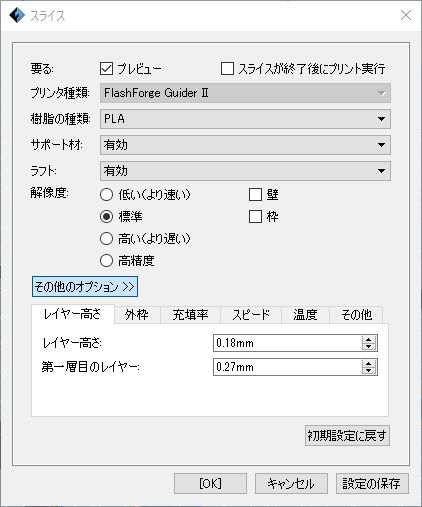 スライス
要る: プレビュー スライスが終了後にプリント実行
プリンタ種類: FlashForge Guider II
樹脂の種類: PLA
サポート材: 有効
ラフト: 有効
解像度: 低い(より速い) 壁
標準 枠
高い(より遅い)
高精度
その他のオプション >>
レイヤー高さ 外枠 充填率 スピード 温度 その他
レイヤー高さ: 0.18mm
第一層目のレイヤー: 0.27mm
初期設定に戻す
[OK] キャンセル 設定の保存